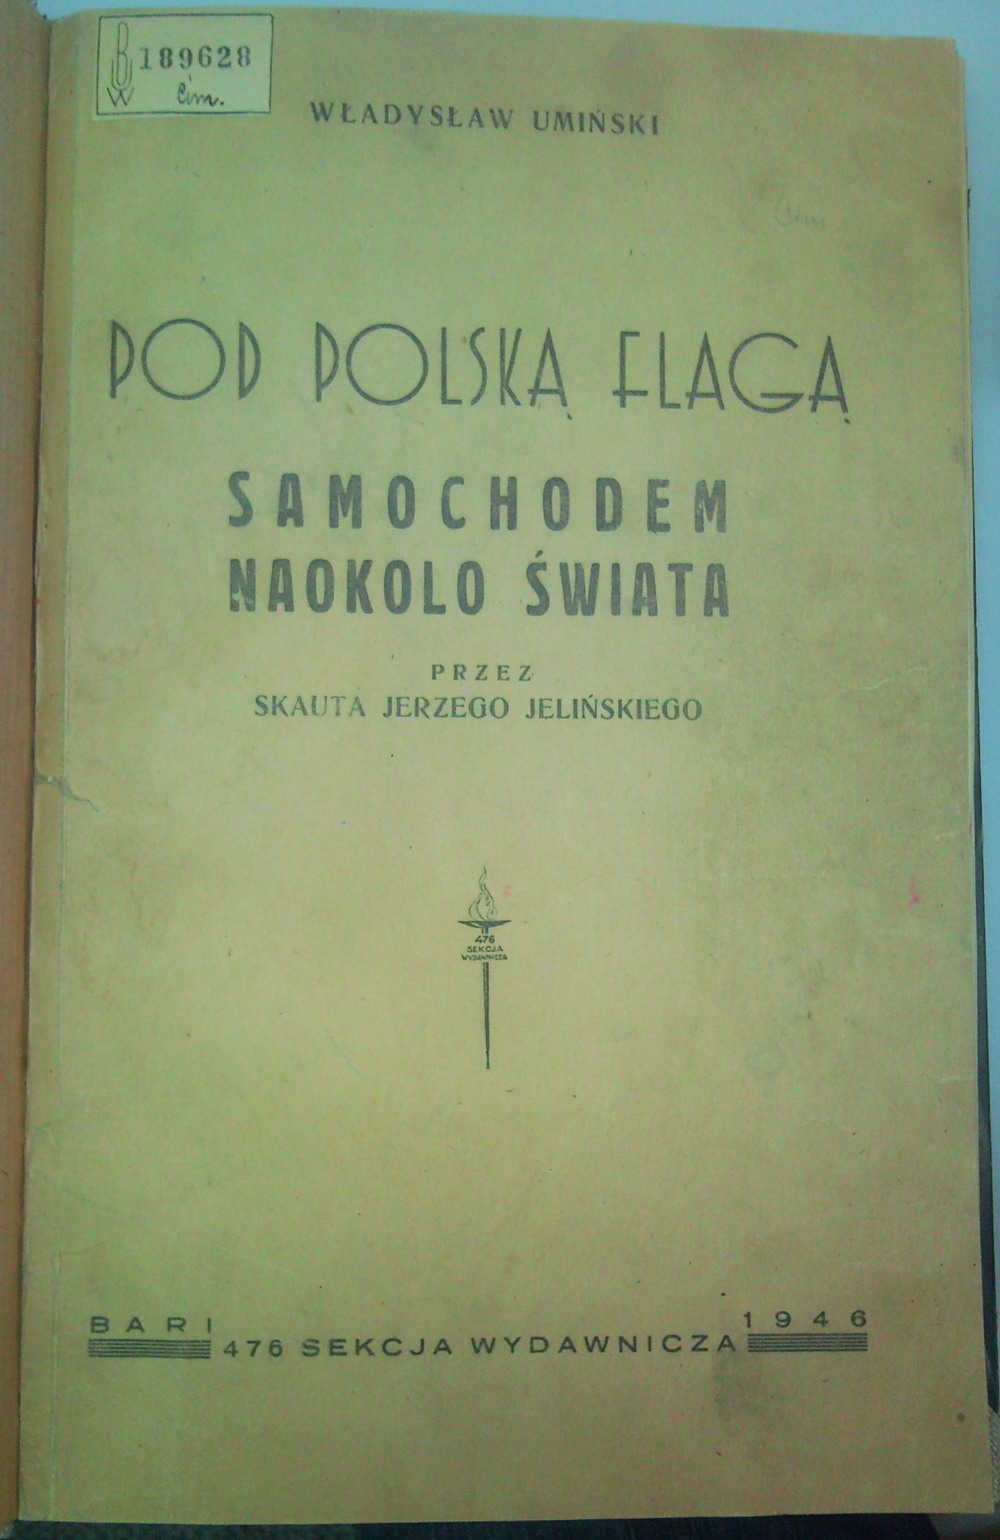 189628
Cim.
WŁADYSŁAW UMIŃSKI
Cim
POD POLSKĄ FLAGĄ
SAMOCHODEM
NAOKOLO ŚWIATA
PRZEZ
SKAUTA JERZEGO JELIŃSKIEGO
476
SEKCJA
WYDAWNICZA
BARI 1946
476 SEKCJA WYDAWNICZA